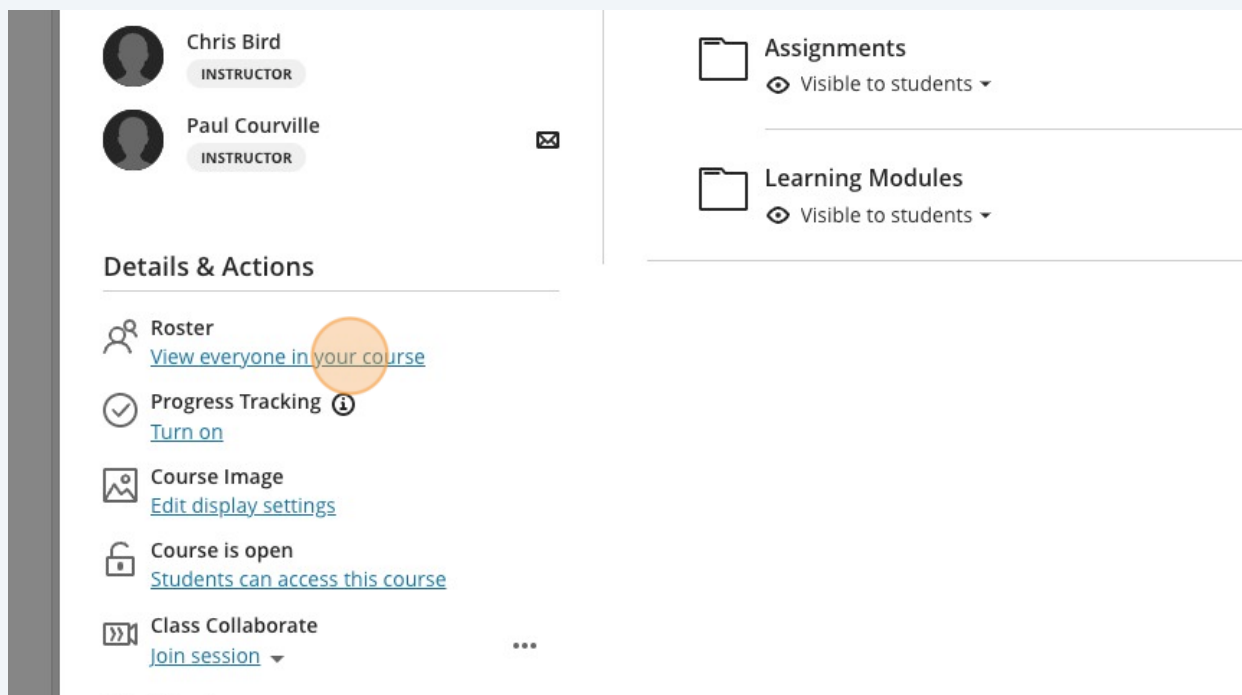 Chris Bird
INSTRUCTOR
Paul Courville
INSTRUCTOR
Details & Actions
Roster
View everyone in your course
Progress Tracking
Turn on
Course Image
Edit display settings
Course is open
Students can access this course
Class Collaborate
Join session
Assignments
Visible to students
Learning Modules
Visible to students